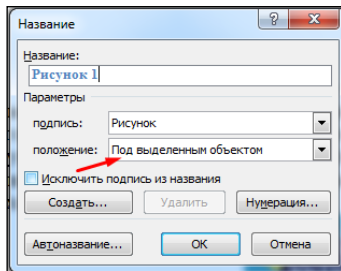 Название
?
X
Название:
Рисунок 1
Параметры
подпись: Рисунок
положение: Под выделенным объектом
Исключить подпись из названия
Создать... Удалить Нумерация...
Автоназвание... ОК Отмена